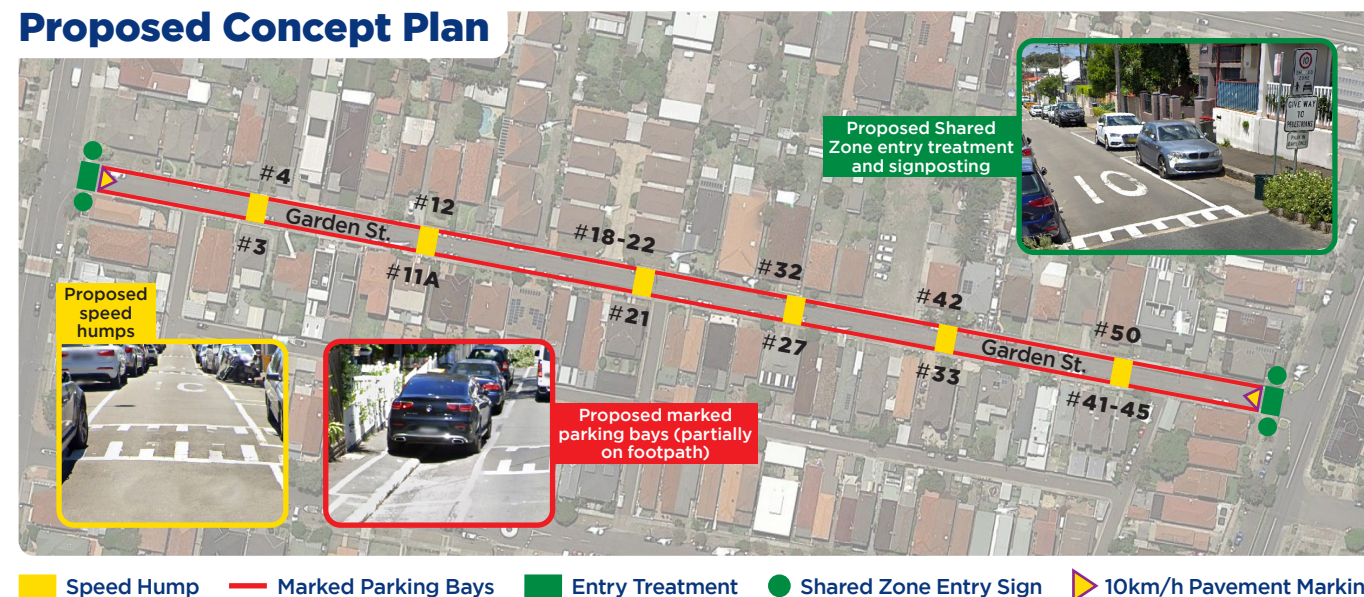 Proposed Concept Plan
Proposed Shared
Zone entry treatment
and signposting
10
SHARED
ZONE
GIVE WAY
TO
PEDESTRIANS
10
#4
#12
Garden St.
#18-22
#3
#32
#11A
#42
#21
#50
#27
Garden St.
#33
#41-45
Proposed
speed
humps
Proposed marked
parking bays (partially
on footpath)
Speed Hump
Marked Parking Bays
Entry Treatment
Shared Zone Entry Sign
10km/h Pavement Markin